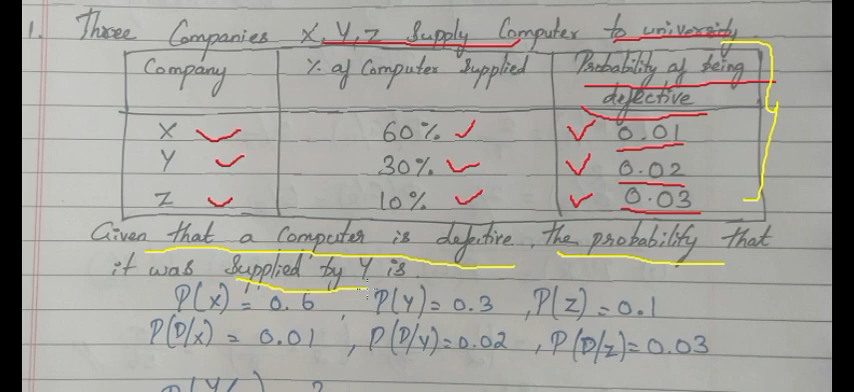 1. Three Companies X, Y, Z Supply Computer to university.
Company % of Computer Supplied Probability of being defective
X 60% 0.01
Y 30% 0.02
Z 10% 0.03
Given that a Computer is defective, the probability that
it was Supplied by Y is.
P(X) = 0.6 , P(Y) = 0.3 , P(Z) = 0.1
P(D/X) = 0.01 , P(D/Y) = 0.02 , P(D/Z) = 0.03